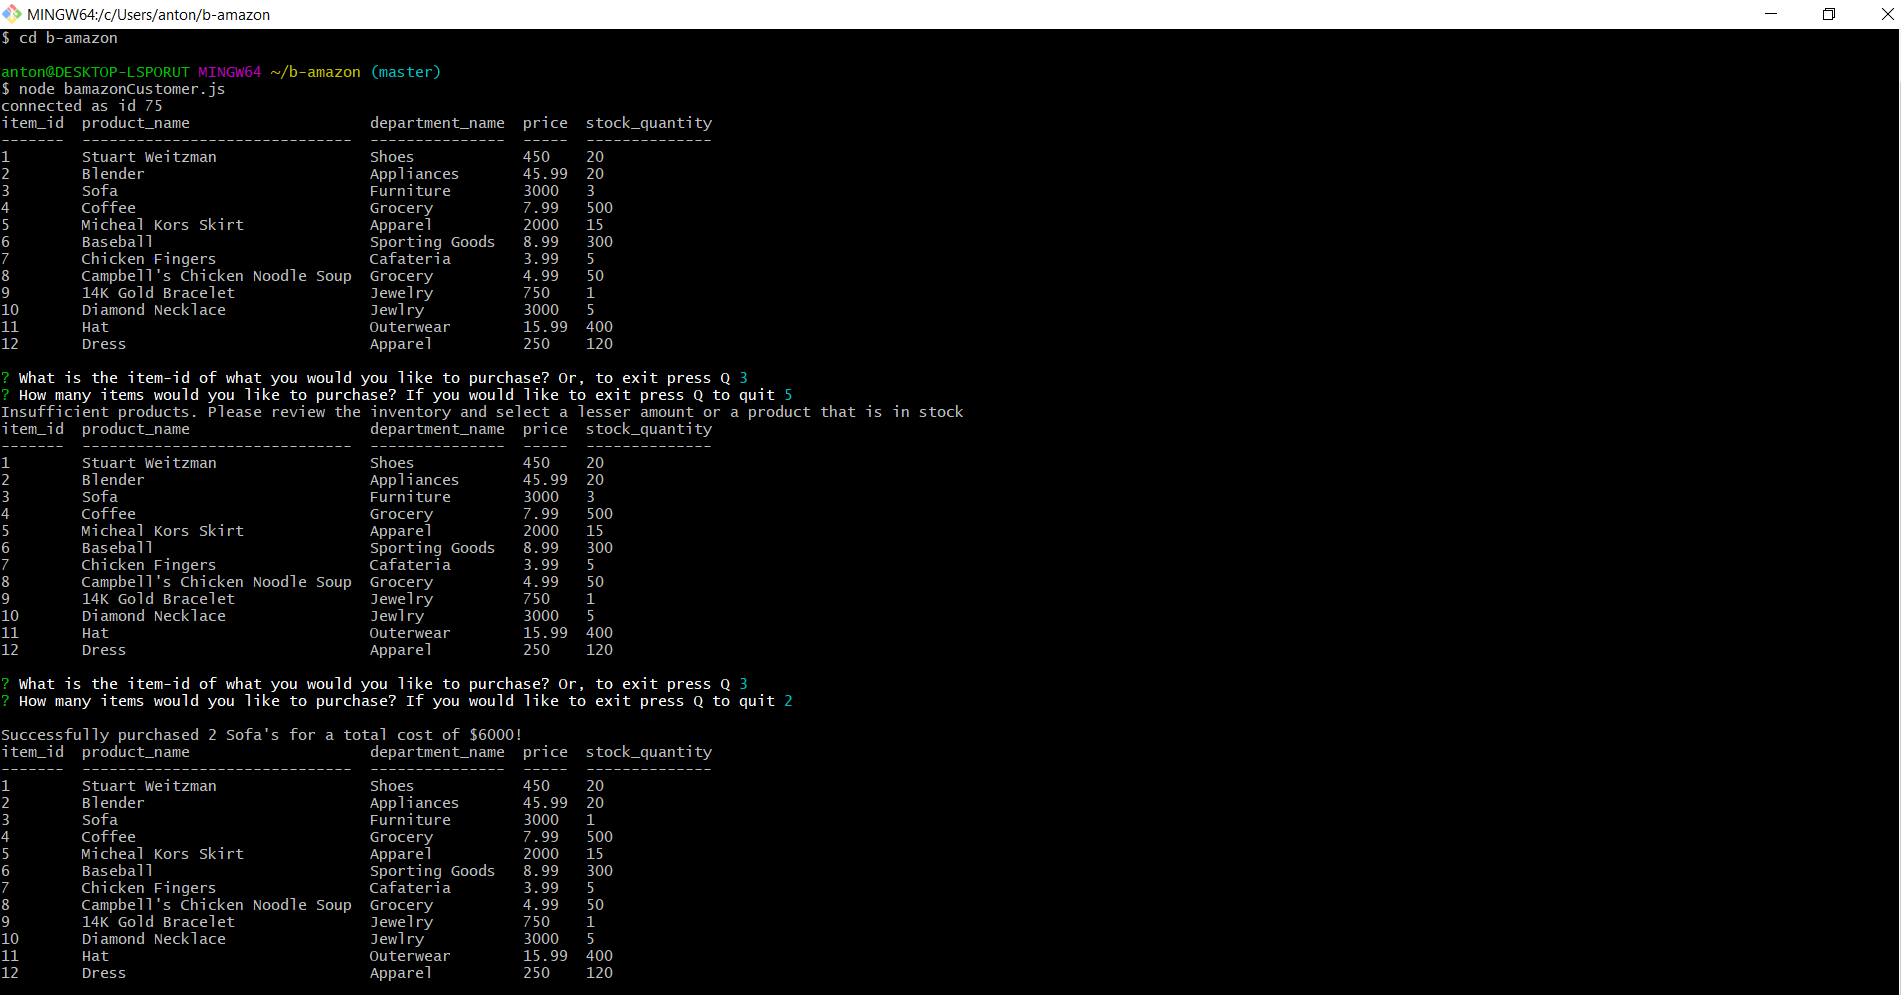 MINGW64:/c/Users/anton/b-amazon
$ cd b-amazon
anton@DESKTOP-LSPORUT MINGW64 ~/b-amazon (master)
$ node bamazonCustomer.js
connected as id 75
item_id  product_name                    department_name  price  stock_quantity
-------  ------------------------------  ---------------  -----  --------------
1        Stuart Weitzman                 Shoes            450    20
2        Blender                         Appliances       45.99  20
3        Sofa                            Furniture        3000   3
4        Coffee                          Grocery          7.99   500
5        Micheal Kors Skirt              Apparel          2000   15
6        Baseball                        Sporting Goods   8.99   300
7        Chicken Fingers                 Cafateria        3.99   5
8        Campbell's Chicken Noodle Soup  Grocery          4.99   50
9        14K Gold Bracelet               Jewelry          750    1
10       Diamond Necklace                Jewlry           3000   5
11       Hat                             Outerwear        15.99  400
12       Dress                           Apparel          250    120
? What is the item-id of what you would you like to purchase? Or, to exit press Q 3
? How many items would you like to purchase? If you would like to exit press Q to quit 5
Insufficient products. Please review the inventory and select a lesser amount or a product that is in stock
item_id  product_name                    department_name  price  stock_quantity
-------  ------------------------------  ---------------  -----  --------------
1        Stuart Weitzman                 Shoes            450    20
2        Blender                         Appliances       45.99  20
3        Sofa                            Furniture        3000   3
4        Coffee                          Grocery          7.99   500
5        Micheal Kors Skirt              Apparel          2000   15
6        Baseball                        Sporting Goods   8.99   300
7        Chicken Fingers                 Cafateria        3.99   5
8        Campbell's Chicken Noodle Soup  Grocery          4.99   50
9        14K Gold Bracelet               Jewelry          750    1
10       Diamond Necklace                Jewlry           3000   5
11       Hat                             Outerwear        15.99  400
12       Dress                           Apparel          250    120
? What is the item-id of what you would you like to purchase? Or, to exit press Q 3
? How many items would you like to purchase? If you would like to exit press Q to quit 2
Successfully purchased 2 Sofa's for a total cost of $6000!
item_id  product_name                    department_name  price  stock_quantity
-------  ------------------------------  ---------------  -----  --------------
1        Stuart Weitzman                 Shoes            450    20
2        Blender                         Appliances       45.99  20
3        Sofa                            Furniture        3000   1
4        Coffee                          Grocery          7.99   500
5        Micheal Kors Skirt              Apparel          2000   15
6        Baseball                        Sporting Goods   8.99   300
7        Chicken Fingers                 Cafateria        3.99   5
8        Campbell's Chicken Noodle Soup  Grocery          4.99   50
9        14K Gold Bracelet               Jewelry          750    1
10       Diamond Necklace                Jewlry           3000   5
11       Hat                             Outerwear        15.99  400
12       Dress                           Apparel          250    120